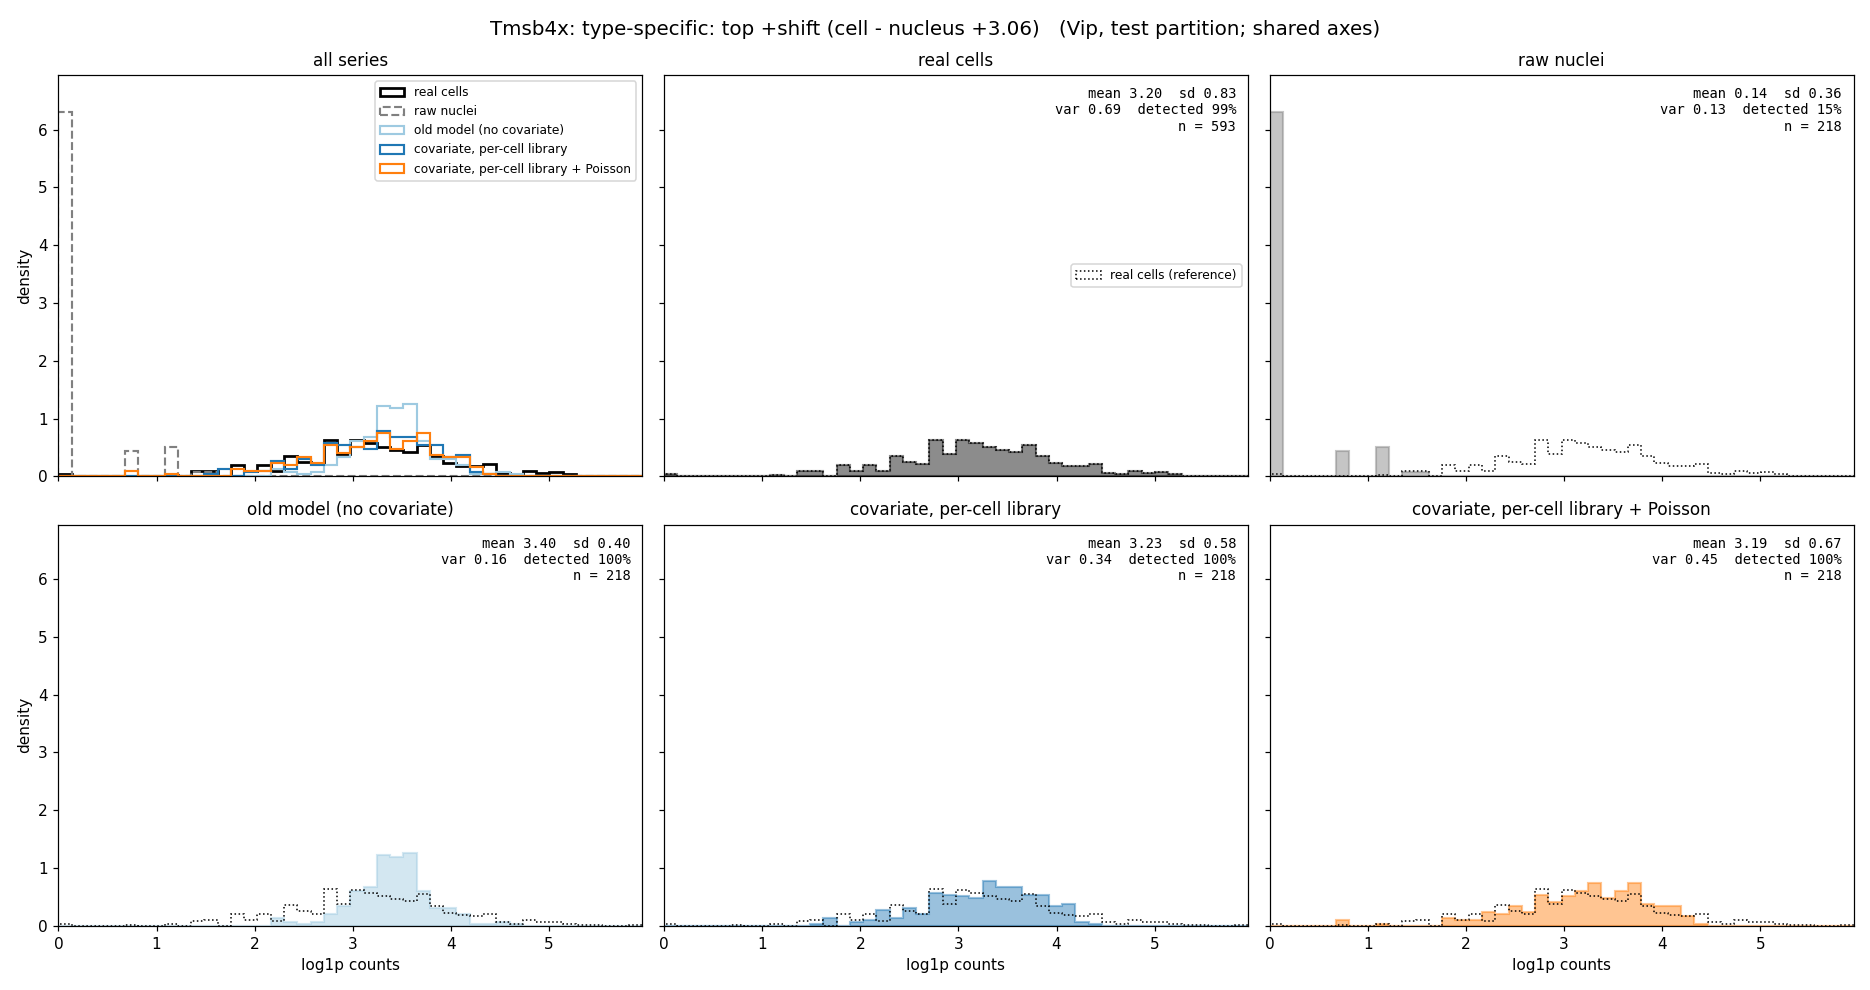 Tmsb4x: type-specific: top +shift (cell - nucleus +3.06)   (Vip, test partition; shared axes)
all series
real cells
raw nuclei
old model (no covariate)
covariate, per-cell library
covariate, per-cell library + Poisson
density
6
5
4
3
2
1
0
real cells
mean 3.20  sd 0.83
var 0.69  detected 99%
n = 593
real cells (reference)
raw nuclei
mean 0.14  sd 0.36
var 0.13  detected 15%
n = 218
old model (no covariate)
mean 3.40  sd 0.40
var 0.16  detected 100%
n = 218
density
6
5
4
3
2
1
0
0 1 2 3 4 5
log1p counts
covariate, per-cell library
mean 3.23  sd 0.58
var 0.34  detected 100%
n = 218
0 1 2 3 4 5
log1p counts
covariate, per-cell library + Poisson
mean 3.19  sd 0.67
var 0.45  detected 100%
n = 218
0 1 2 3 4 5
log1p counts